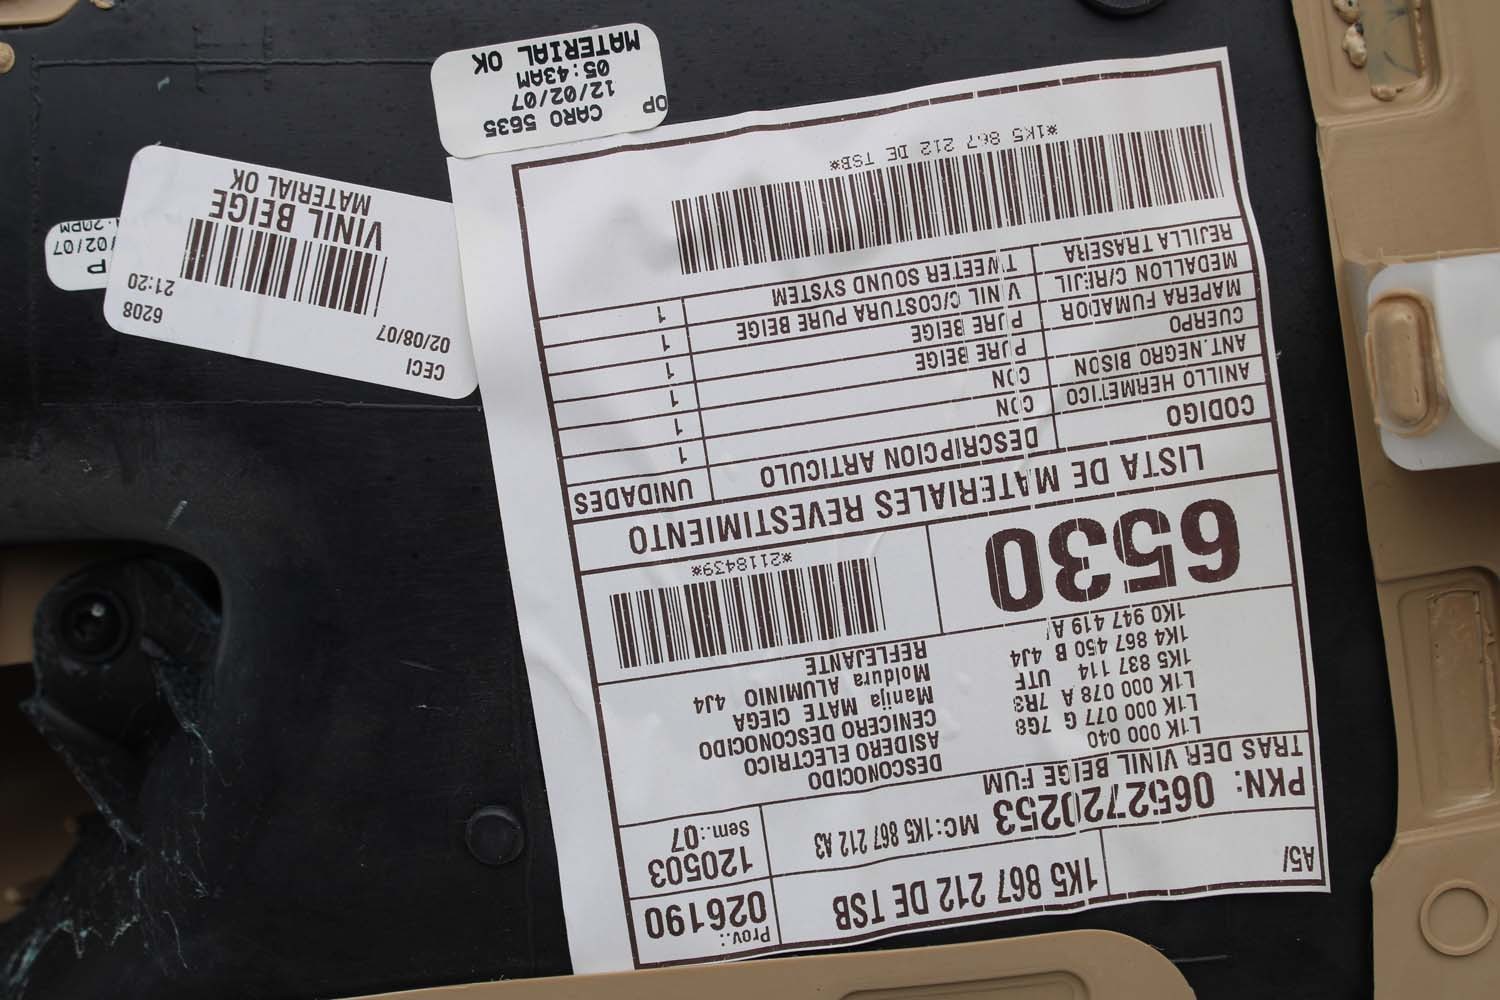 A5/
1K5 867 212 DE TSB
Prov.:
026190
PKN: 0652720253 MC:1K5 867 212 A3
120503
Sem.:07
TRAS DER VINIL BEIGE FUM
L1K 000 040 DESCONOCIDO
L1K 000 077 G 7G8 ASIDERO ELECTRICO
L1K 000 078 A 7R3 CENICERO DESCONOCIDO
1K5 837 114 UTF Manija MATE CIEGA
1K4 867 450 B 4J4 Moldura ALUMINIO 4J4
1K0 947 419 A REFLEJANTE
6530
*2118439*
LISTA DE MATERIALES REVESTIMIENTO
CODIGO DESCRIPCION ARTICULO UNIDADES
ANILLO HERMETICO CON 1
ANT.NEGRO BISON CON 1
CUERPO PURE BEIGE 1
MAPERA FUMADOR PURE BEIGE 1
MEDALLON C/REJIL VINIL C/COSTURA PURE BEIGE 1
REJILLA TRASERA TWEETER SOUND SYSTEM 1
*1K5 867 212 DE TSB*
CECI
02/08/07
6208
21:20
VINIL BEIGE
MATERIAL OK
CARO 5635
OP
12/02/07
05:43AM
MATERIAL OK
P
/02/07
:20PM